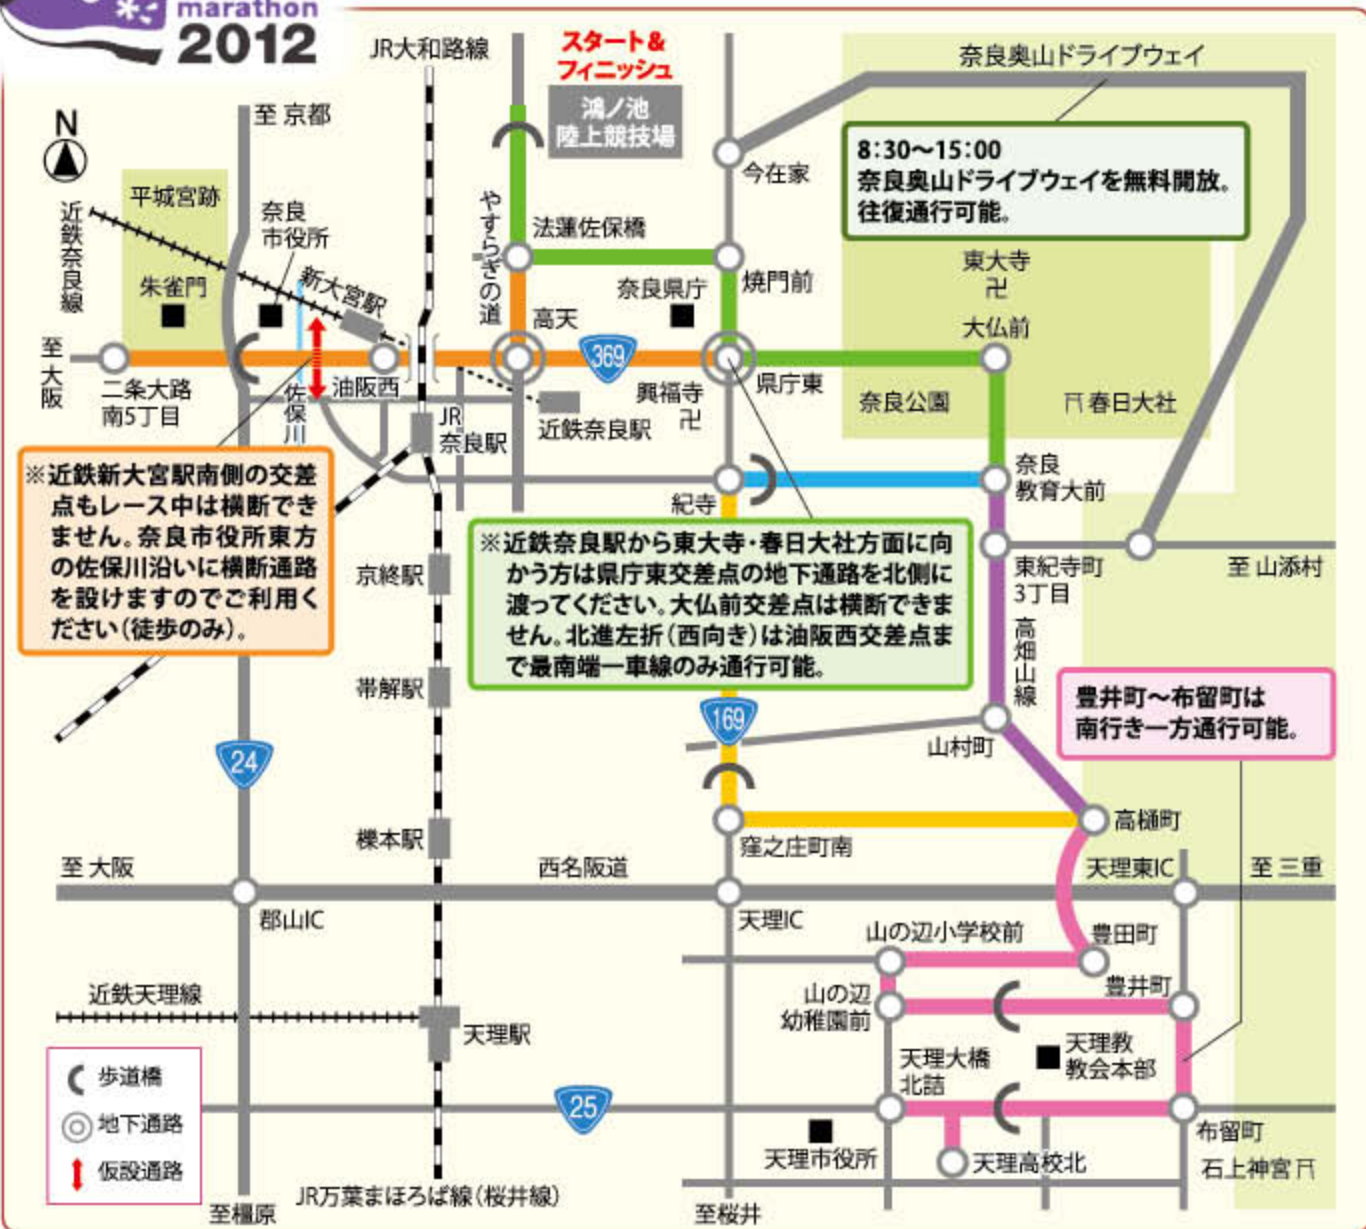 marathon
2012
JR大和路線
スタート&
フィニッシュ
鴻ノ池
陸上競技場
奈良奥山ドライブウェイ
至 京都
N
8:30〜15:00
奈良奥山ドライブウェイを無料開放。
往復通行可能。
今在家
平城宮跡
奈良
市役所
近鉄奈良線
やすらぎの道
法蓮佐保橋
朱雀門
新大宮駅
奈良県庁
焼門前
東大寺
卍
高天
大仏前
至 大阪
369
二条大路
南5丁目
佐保川
油阪西
JR
奈良駅
近鉄奈良駅
興福寺
卍
県庁東
奈良公園
春日大社
※近鉄新大宮駅南側の交差
点もレース中は横断でき
ません。奈良市役所東方
の佐保川沿いに横断通路
を設けますのでご利用く
ださい(徒歩のみ)。
紀寺
奈良
教育大前
※近鉄奈良駅から東大寺・春日大社方面に向
かう方は県庁東交差点の地下通路を北側に
渡ってください。大仏前交差点は横断できま
せん。北進左折(西向き)は油阪西交差点ま
で最南端一車線のみ通行可能。
京終駅
東紀寺町
3丁目
至 山添村
高畑山線
帯解駅
豊井町〜布留町は
南行き一方通行可能。
169
山村町
24
櫟本駅
窪之庄町南
高樋町
至 大阪
西名阪道
天理東IC
至 三重
郡山IC
天理IC
山の辺小学校前
豊田町
近鉄天理線
山の辺
幼稚園前
豊井町
天理駅
天理大橋
北詰
天理教
教会本部
歩道橋
地下通路
仮設通路
25
布留町
天理市役所
天理高校北
石上神宮
JR万葉まほろば線(桜井線)
至橿原
至桜井